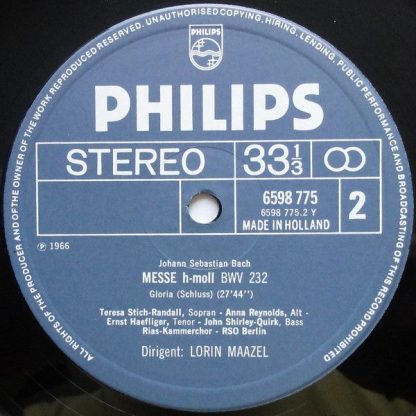 ALL RIGHTS OF THE PRODUCER AND OF THE OWNER OF THE WORK REPRODUCED RESERVED. UNAUTHORISED COPYING, HIRING, LENDING, PUBLIC PERFORMANCE AND BROADCASTING OF THIS RECORD PROHIBITED
PHILIPS
PHILIPS
STEREO
33 1/3
6598 775
6598 775.2 Y
MADE IN HOLLAND
2
℗ 1966
Johann Sebastian Bach
MESSE h-moll BWV 232
Gloria (Schluss) (27'44'')
Teresa Stich-Randall, Sopran - Anna Reynolds, Alt -
Ernst Haefliger, Tenor - John Shirley-Quirk, Bass
Rias-Kammerchor - RSO Berlin
Dirigent: LORIN MAAZEL